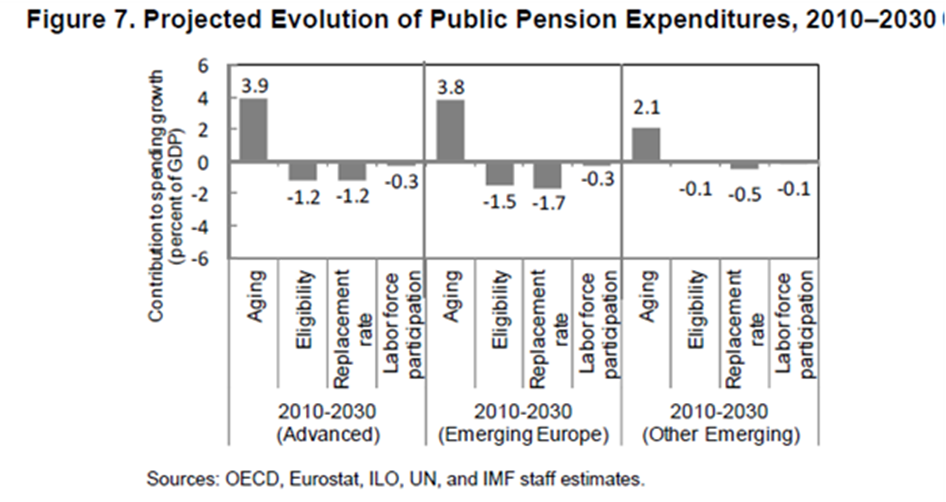 Figure 7. Projected Evolution of Public Pension Expenditures, 2010–2030
Contribution to spending growth
(percent of GDP)
6
4
2
0
-2
-4
-6
3.9
-1.2
-1.2
-0.3
3.8
-1.5
-1.7
-0.3
2.1
-0.1
-0.5
-0.1
Aging
Eligibility
Replacement
rate
Labor force
participation
Aging
Eligibility
Replacement
rate
Labor force
participation
Aging
Eligibility
Replacement
rate
Labor force
participation
2010-2030
(Advanced)
2010-2030
(Emerging Europe)
2010-2030
(Other Emerging)
Sources: OECD, Eurostat, ILO, UN, and IMF staff estimates.